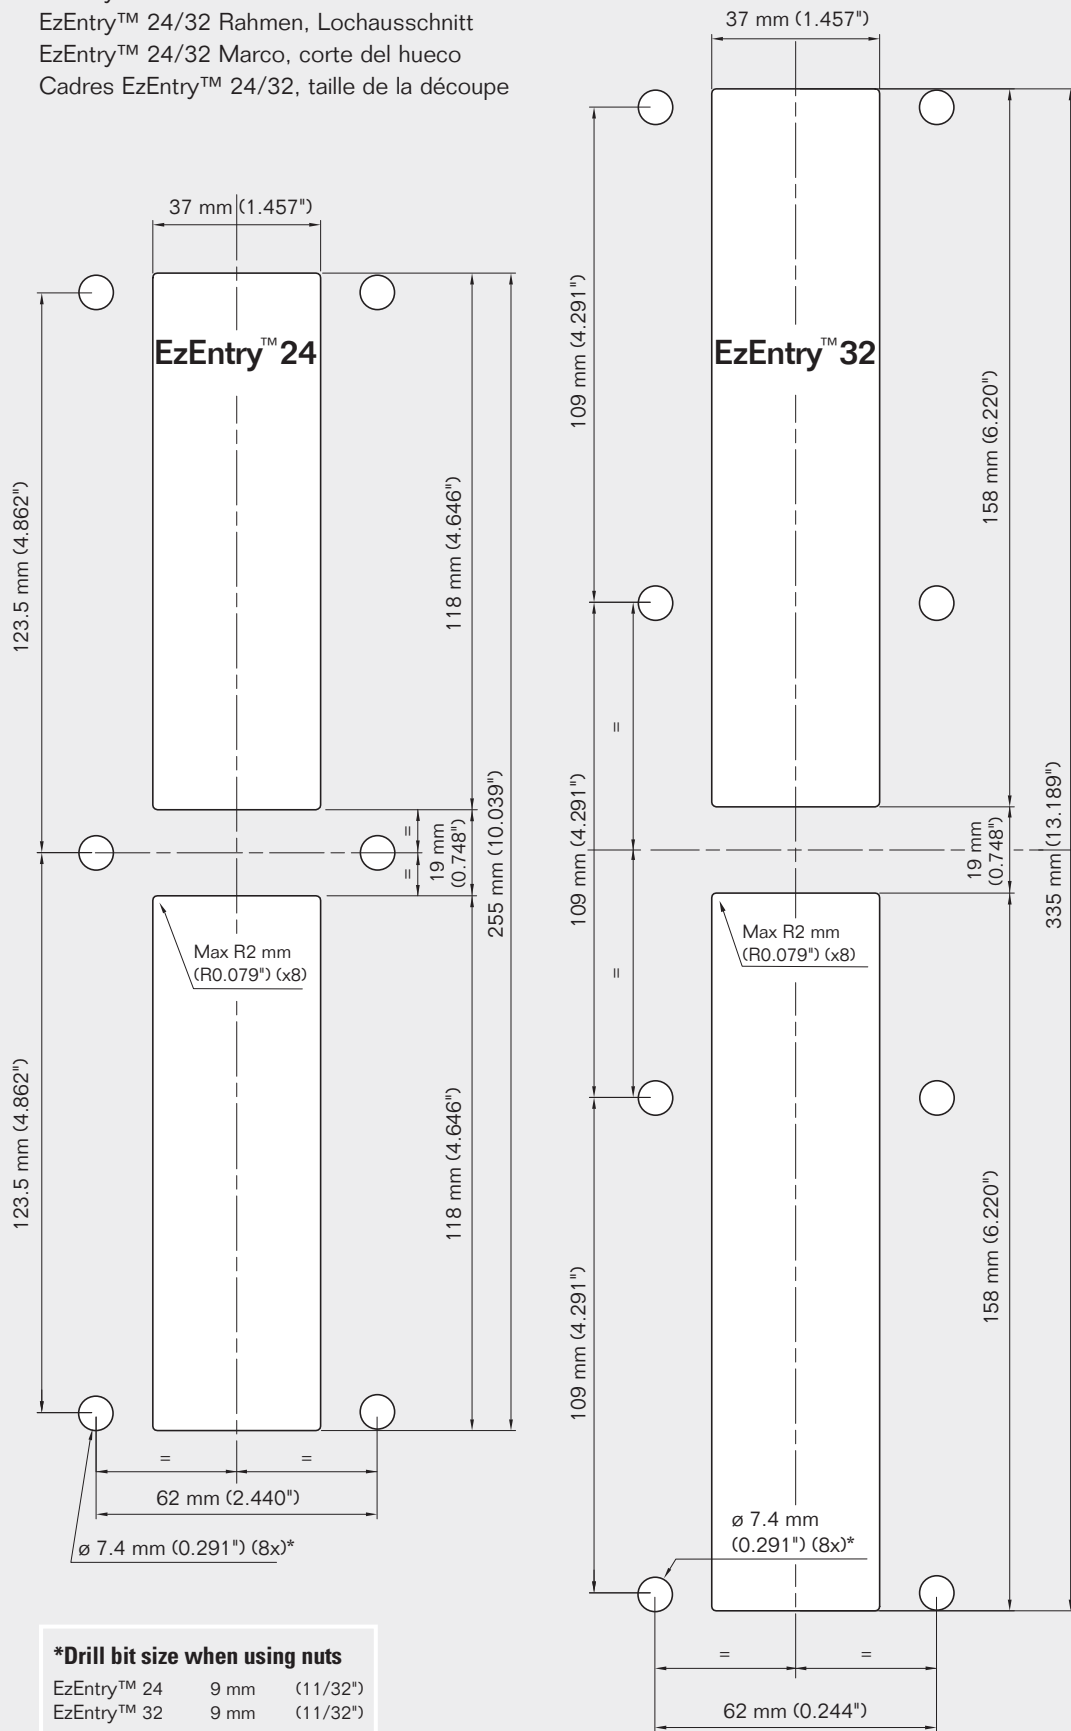 EzEntry™ 24/32 Rahmen, Lochausschnitt
EzEntry™ 24/32 Marco, corte del hueco
Cadres EzEntry™ 24/32, taille de la découpe
37 mm (1.457")
EzEntry™ 24
123.5 mm (4.862")
118 mm (4.646")
=
=
19 mm
(0.748")
255 mm (10.039")
Max R2 mm
(R0.079") (x8)
123.5 mm (4.862")
118 mm (4.646")
=
=
62 mm (2.440")
ø 7.4 mm (0.291") (8x)*
*Drill bit size when using nuts
EzEntry™ 24 9 mm (11/32")
EzEntry™ 32 9 mm (11/32")
37 mm (1.457")
EzEntry™ 32
109 mm (4.291")
158 mm (6.220")
=
109 mm (4.291")
=
19 mm
(0.748")
335 mm (13.189")
Max R2 mm
(R0.079") (x8)
109 mm (4.291")
158 mm (6.220")
ø 7.4 mm
(0.291") (8x)*
=
=
62 mm (0.244")